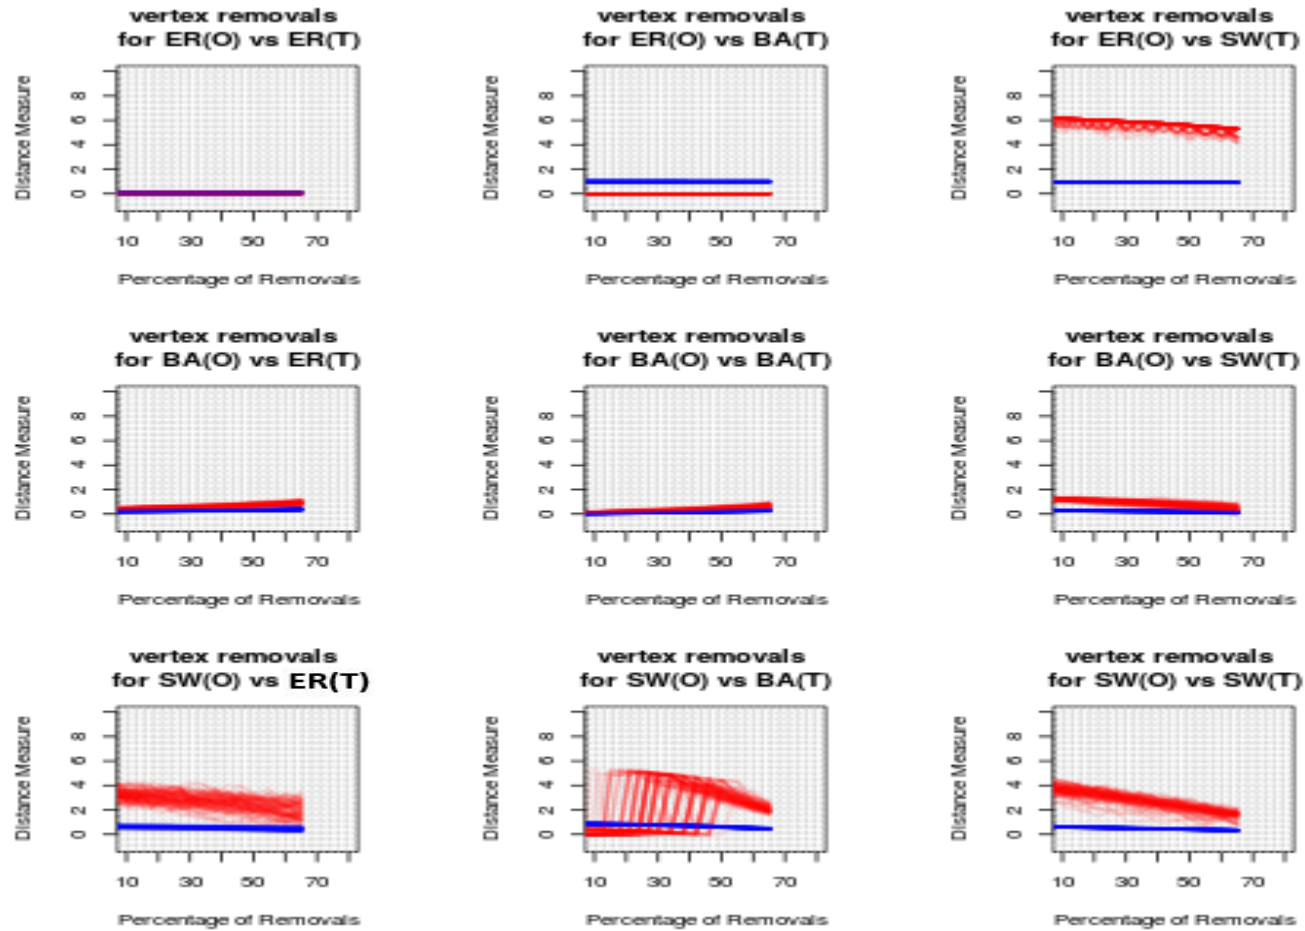 vertex removals
for ER(O) vs ER(T)
Distance Measure
0 2 4 6 8
10 30 50 70
Percentage of Removals
vertex removals
for ER(O) vs BA(T)
Distance Measure
0 2 4 6 8
10 30 50 70
Percentage of Removals
vertex removals
for ER(O) vs SW(T)
Distance Measure
0 2 4 6 8
10 30 50 70
Percentage of Removals
vertex removals
for BA(O) vs ER(T)
Distance Measure
0 2 4 6 8
10 30 50 70
Percentage of Removals
vertex removals
for BA(O) vs BA(T)
Distance Measure
0 2 4 6 8
10 30 50 70
Percentage of Removals
vertex removals
for BA(O) vs SW(T)
Distance Measure
0 2 4 6 8
10 30 50 70
Percentage of Removals
vertex removals
for SW(O) vs ER(T)
Distance Measure
0 2 4 6 8
10 30 50 70
Percentage of Removals
vertex removals
for SW(O) vs BA(T)
Distance Measure
0 2 4 6 8
10 30 50 70
Percentage of Removals
vertex removals
for SW(O) vs SW(T)
Distance Measure
0 2 4 6 8
10 30 50 70
Percentage of Removals